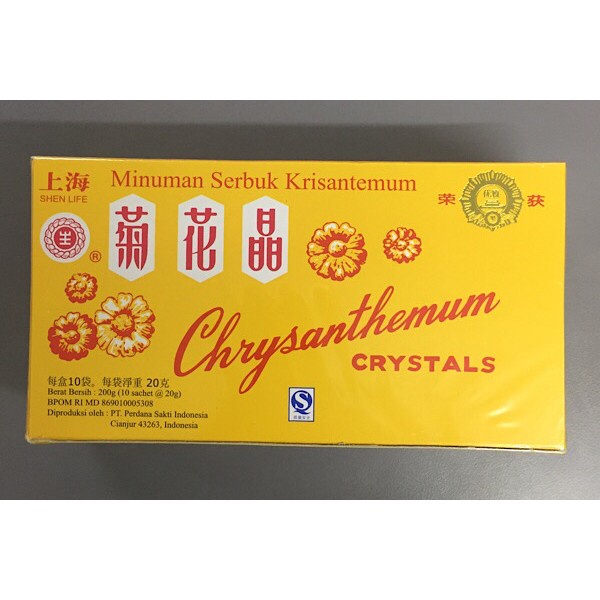 上海
SHEN LIFE
Minuman Serbuk Krisantemum
荣 获
生
®
菊花晶
Chrysanthemum
CRYSTALS
每盒10袋。每袋淨重 20克
Berat Bersih : 200g (10 sachet @ 20g)
BPOM RI MD 869010005308
Diproduksi oleh : PT. Perdana Sakti Indonesia
Cianjur 43263, Indonesia